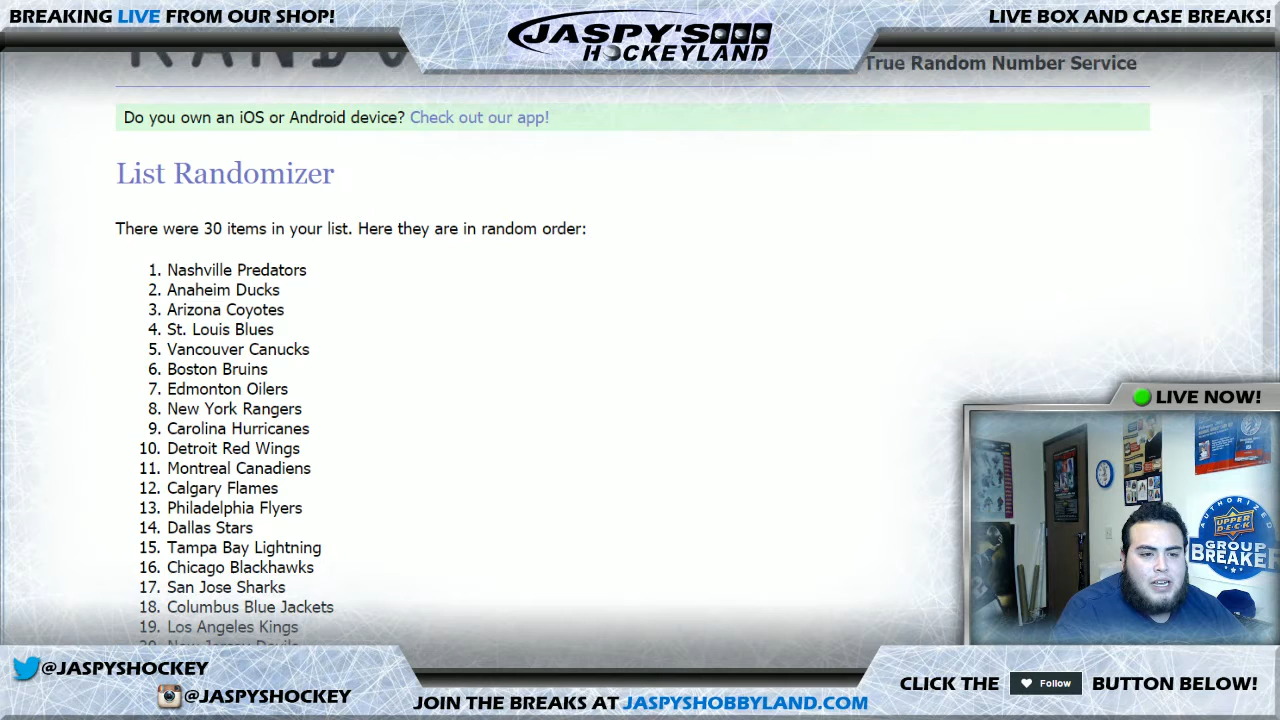 BREAKING LIVE FROM OUR SHOP!
JASPY'S
HOCKEYLAND
LIVE BOX AND CASE BREAKS!
True Random Number Service
Do you own an iOS or Android device? Check out our app!
List Randomizer
There were 30 items in your list. Here they are in random order:
1. Nashville Predators
2. Anaheim Ducks
3. Arizona Coyotes
4. St. Louis Blues
5. Vancouver Canucks
6. Boston Bruins
7. Edmonton Oilers
8. New York Rangers
9. Carolina Hurricanes
10. Detroit Red Wings
11. Montreal Canadiens
12. Calgary Flames
13. Philadelphia Flyers
14. Dallas Stars
15. Tampa Bay Lightning
16. Chicago Blackhawks
17. San Jose Sharks
18. Columbus Blue Jackets
19. Los Angeles Kings
20. New Jersey Devils
LIVE NOW!
AUTHORIZED
UPPER DECK
GROUP
BREAKER
@JASPYSHOCKEY
@JASPYSHOCKEY
JOIN THE BREAKS AT JASPYSHOBBYLAND.COM
CLICK THE Follow BUTTON BELOW!